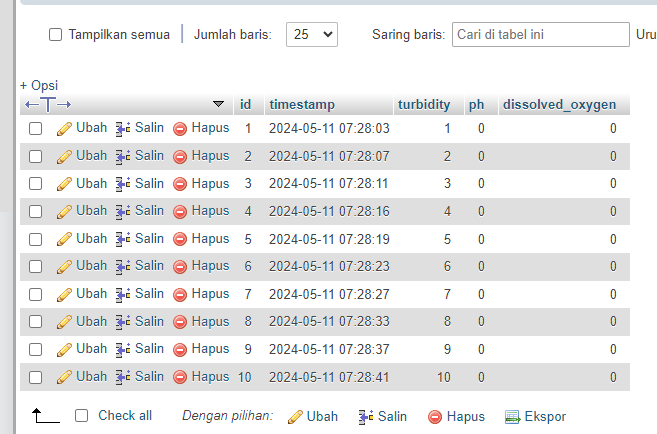 Tampilkan semua Jumlah baris: 25 Saring baris: Cari di tabel ini Uru
+ Opsi
←T→ id timestamp turbidity ph dissolved_oxygen
Ubah Salin Hapus 1 2024-05-11 07:28:03 1 0 0
Ubah Salin Hapus 2 2024-05-11 07:28:07 2 0 0
Ubah Salin Hapus 3 2024-05-11 07:28:11 3 0 0
Ubah Salin Hapus 4 2024-05-11 07:28:16 4 0 0
Ubah Salin Hapus 5 2024-05-11 07:28:19 5 0 0
Ubah Salin Hapus 6 2024-05-11 07:28:23 6 0 0
Ubah Salin Hapus 7 2024-05-11 07:28:27 7 0 0
Ubah Salin Hapus 8 2024-05-11 07:28:33 8 0 0
Ubah Salin Hapus 9 2024-05-11 07:28:37 9 0 0
Ubah Salin Hapus 10 2024-05-11 07:28:41 10 0 0
Check all Dengan pilihan: Ubah Salin Hapus Ekspor